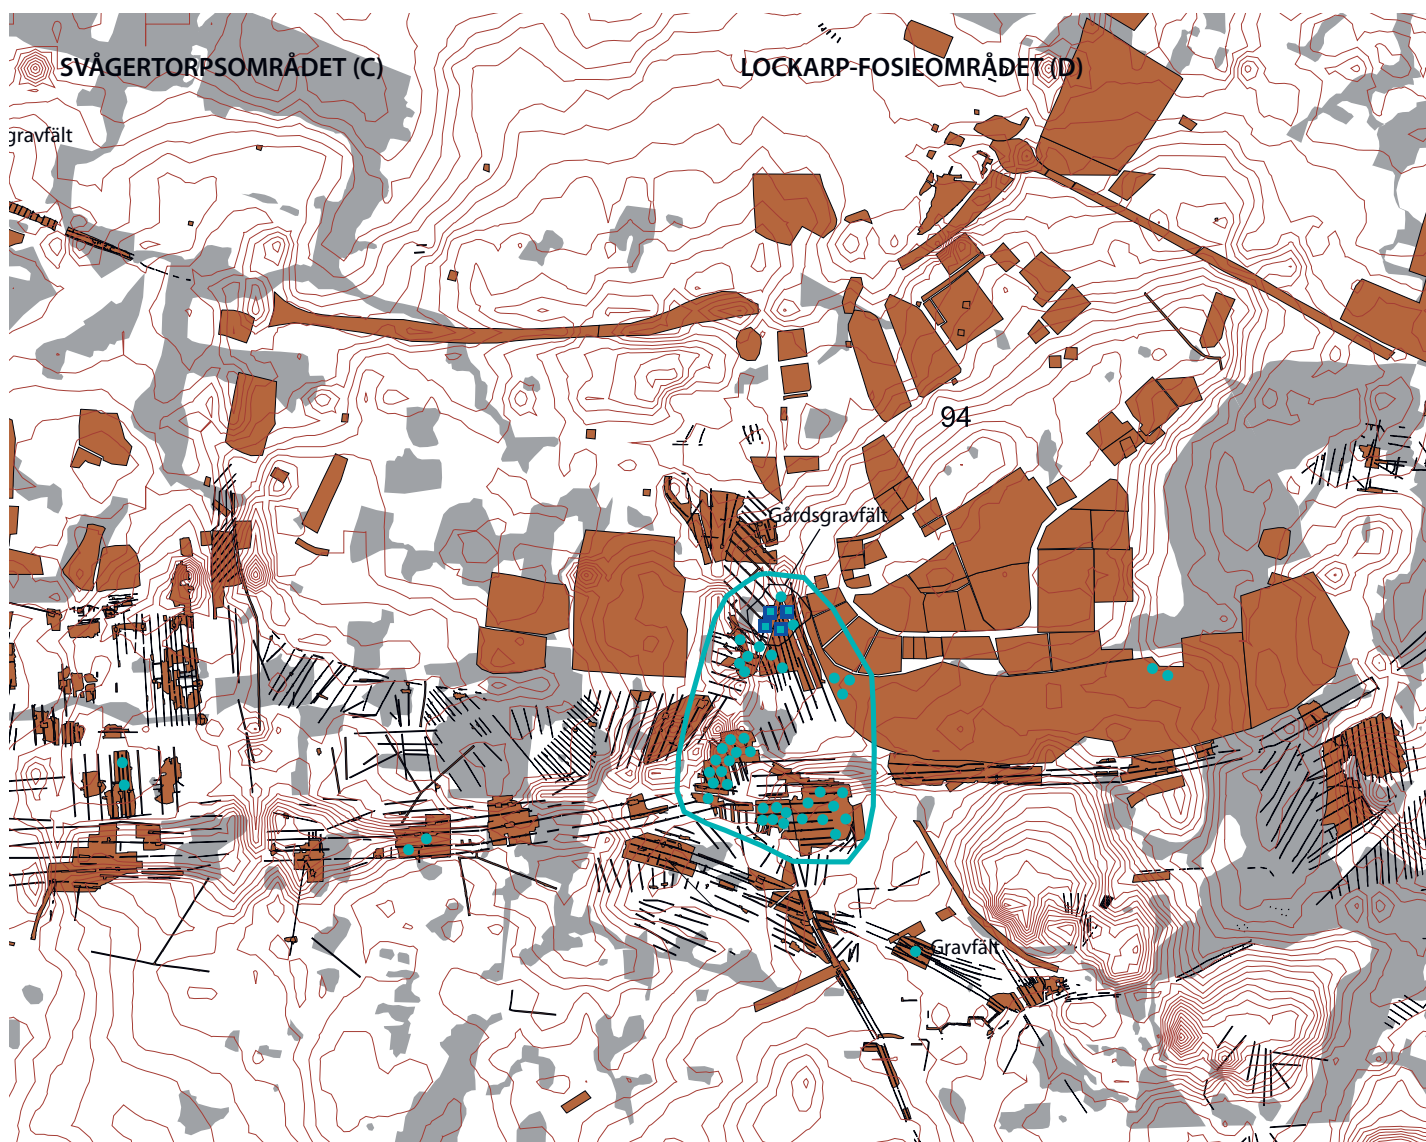 SVÅGERTORPSOMRÅDET (C)
LOCKARP-FOSIEOMRÅDET (D)
gravfält
94
Gårdsgravfält
Gravfält